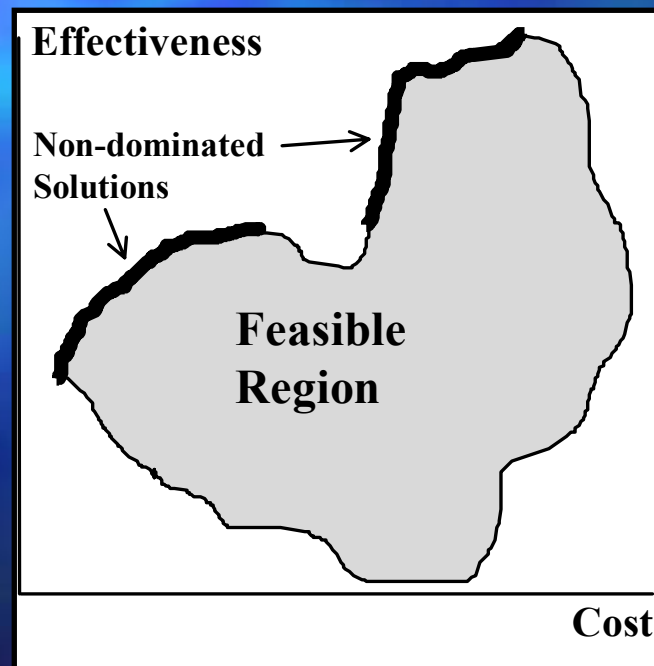 Effectiveness
Non-dominated
Solutions
Feasible
Region
Cost